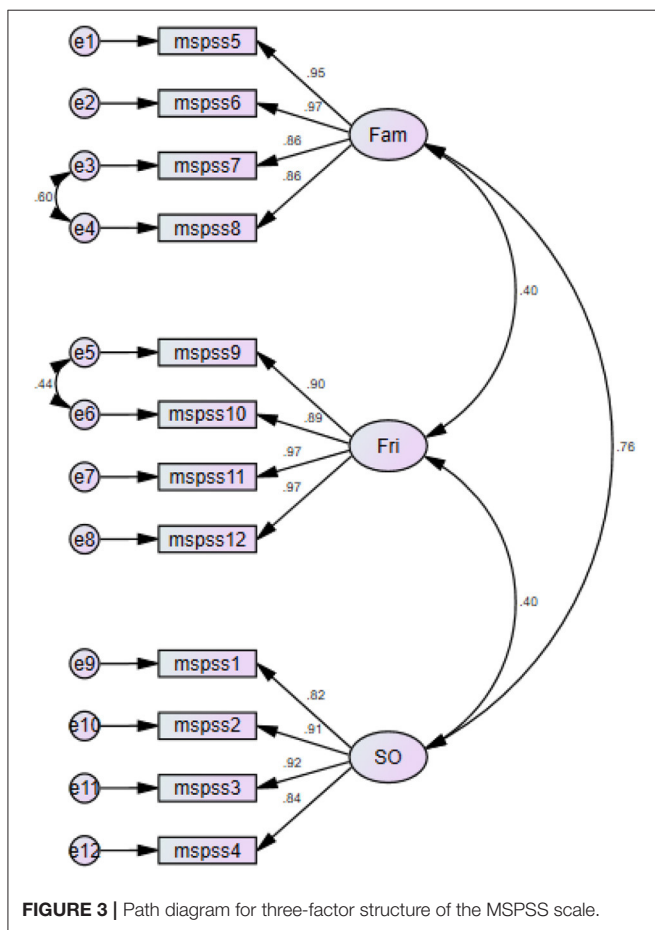 e1 mspss5
.95
e2 mspss6
.97
Fam
e3 mspss7
.86
.60
.86
e4 mspss8
.40
e5 mspss9
.90
.44
e6 mspss10
.89
Fri
.76
e7 mspss11
.97
.97
e8 mspss12
.40
e9 mspss1
.82
e10 mspss2
.91
SO
e11 mspss3
.92
.84
e12 mspss4
FIGURE 3 | Path diagram for three-factor structure of the MSPSS scale.